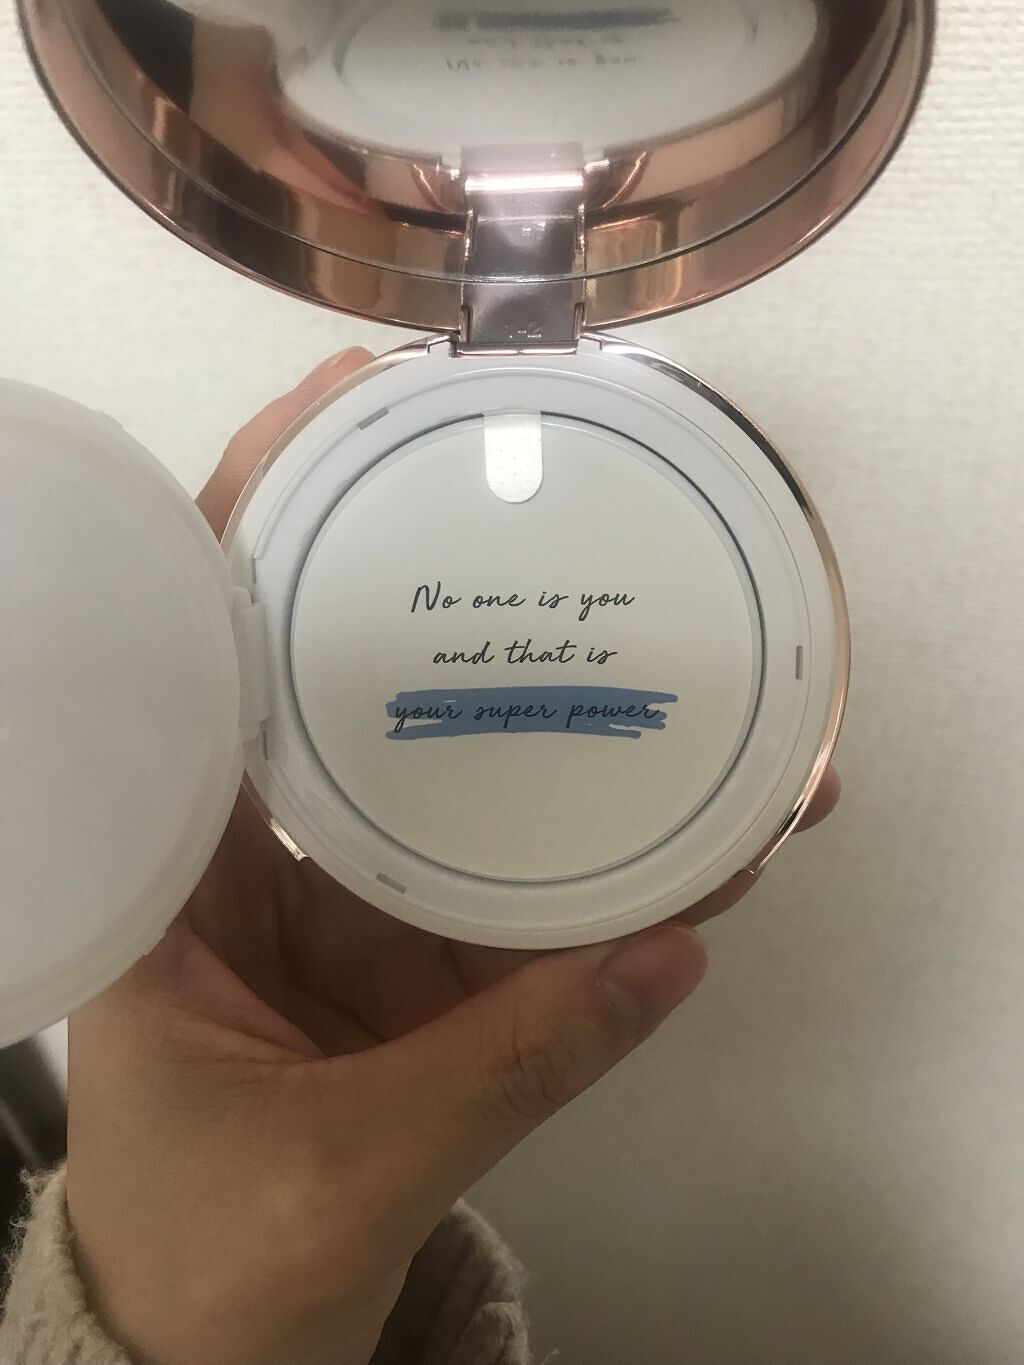 No one is you
and that is
your super power